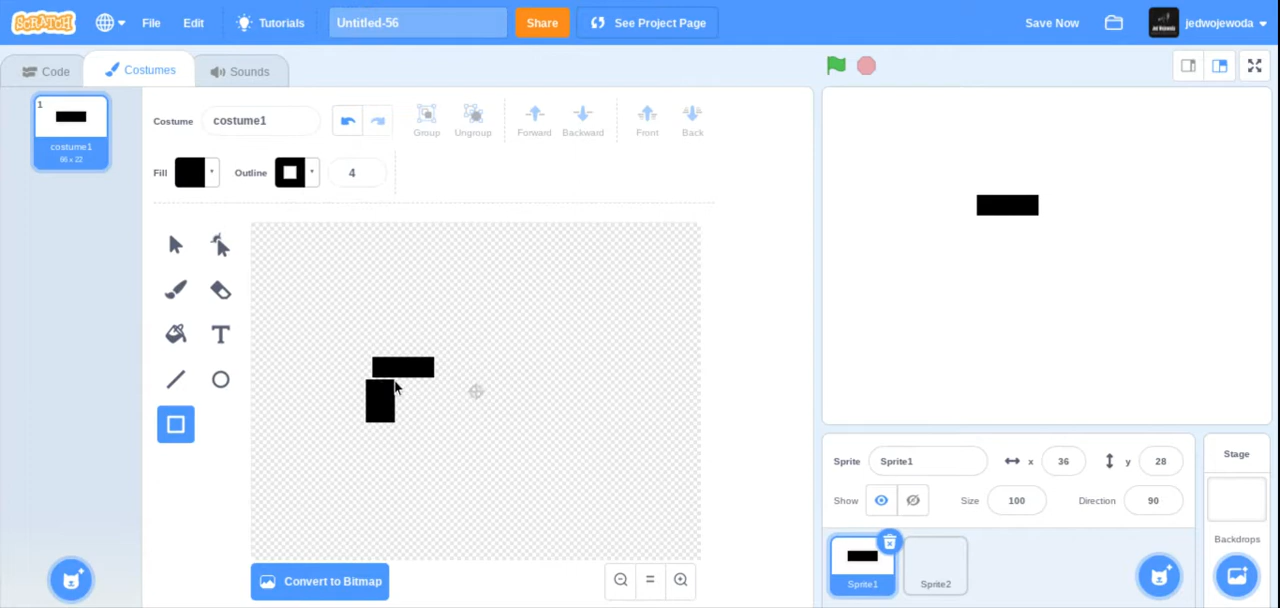 SCRATCH File Edit Tutorials Untitled-56 Share See Project Page Save Now jedwojewoda
Code Costumes Sounds
1
costume1
66 x 22
Costume costume1 Group Ungroup Forward Backward Front Back
Fill Outline 4
T
Convert to Bitmap
Sprite Sprite1 x 36 y 28
Show Size 100 Direction 90
Sprite1 Sprite2
Stage
Backdrops